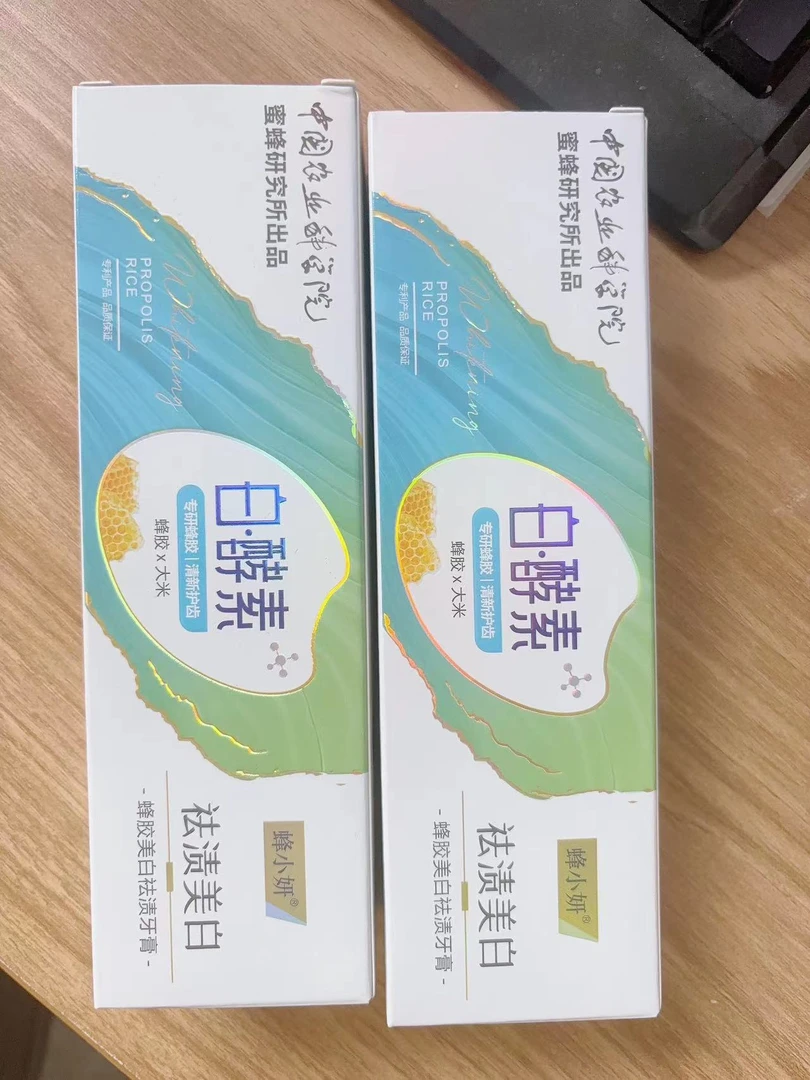 中国农业科学院
蜜蜂研究所出品
Whitening
PROPOLIS
RICE
专利产品 品质保证
白·酵素
专研蜂胶|清新护齿
蜂胶x大米
蜂小妍®
祛渍美白
- 蜂胶美白祛渍牙膏 -
中国农业科学院
蜜蜂研究所出品
Whitening
PROPOLIS
RICE
专利产品 品质保证
白·酵素
专研蜂胶|清新护齿
蜂胶x大米
蜂小妍®
祛渍美白
- 蜂胶美白祛渍牙膏 -